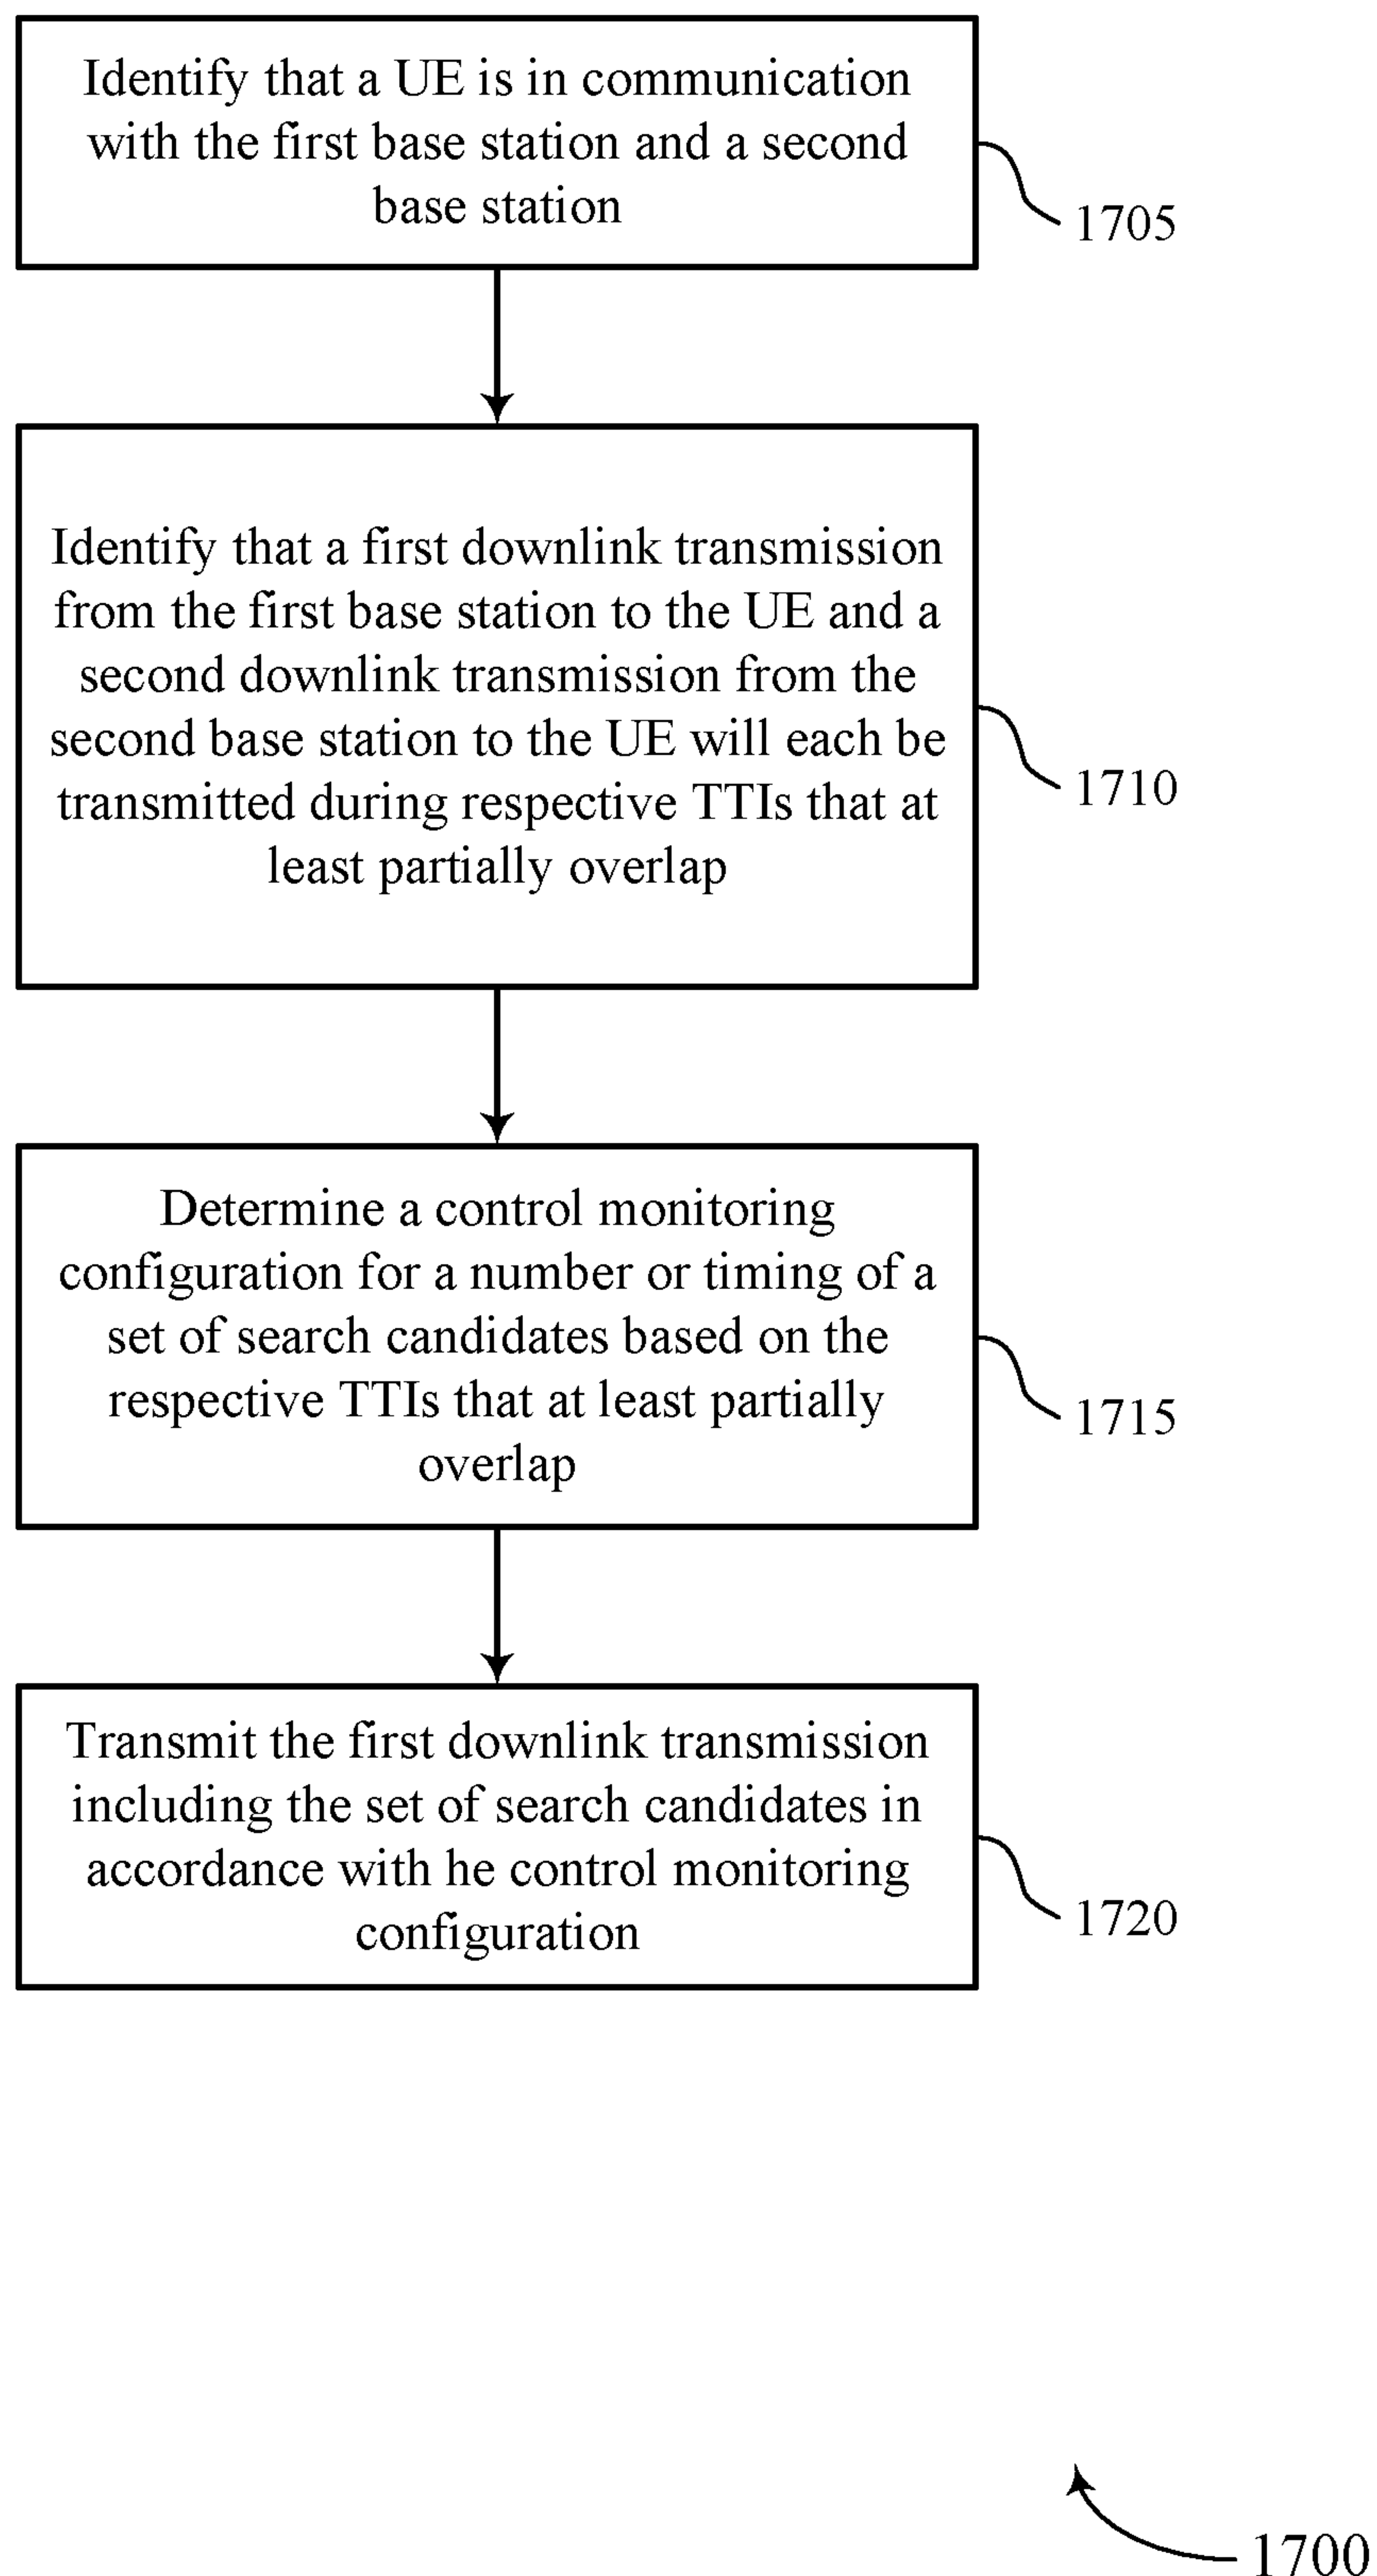 Identify that a UE is in communication
with the first base station and a second
base station
1705
Identify that a first downlink transmission
from the first base station to the UE and a
second downlink transmission from the
second base station to the UE will each be
transmitted during respective TTIs that at
least partially overlap
1710
Determine a control monitoring
configuration for a number or timing of a
set of search candidates based on the
respective TTIs that at least partially
overlap
1715
Transmit the first downlink transmission
including the set of search candidates in
accordance with he control monitoring
configuration
1720
1700